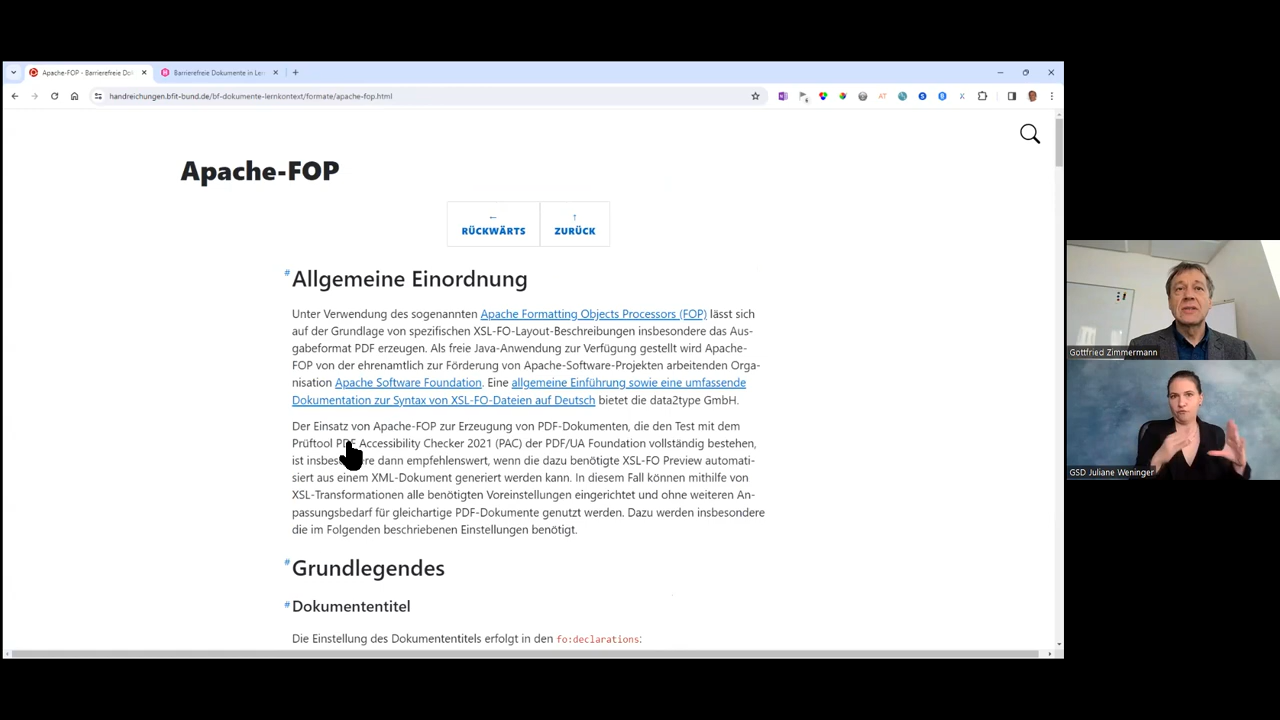 Apache-FOP - Barrierefreie Do
Barrierefreie Dokumente in Ler
handreichungen.bfit-bund.de/bf-dokumente-lernkontext/formate/apache-fop.html
Apache-FOP
← RÜCKWÄRTS
↑ ZURÜCK
# Allgemeine Einordnung
Unter Verwendung des sogenannten Apache Formatting Objects Processors (FOP) lässt sich
auf der Grundlage von spezifischen XSL-FO-Layout-Beschreibungen insbesondere das Aus-
gabeformat PDF erzeugen. Als freie Java-Anwendung zur Verfügung gestellt wird Apache-
FOP von der ehrenamtlich zur Förderung von Apache-Software-Projekten arbeitenden Orga-
nisation Apache Software Foundation. Eine allgemeine Einführung sowie eine umfassende
Dokumentation zur Syntax von XSL-FO-Dateien auf Deutsch bietet die data2type GmbH.
Der Einsatz von Apache-FOP zur Erzeugung von PDF-Dokumenten, die den Test mit dem
Prüftool PDF Accessibility Checker 2021 (PAC) der PDF/UA Foundation vollständig bestehen,
ist insbesondere dann empfehlenswert, wenn die dazu benötigte XSL-FO Preview automati-
siert aus einem XML-Dokument generiert werden kann. In diesem Fall können mithilfe von
XSL-Transformationen alle benötigten Voreinstellungen eingerichtet und ohne weiteren An-
passungsbedarf für gleichartige PDF-Dokumente genutzt werden. Dazu werden insbesondere
die im Folgenden beschriebenen Einstellungen benötigt.
# Grundlegendes
# Dokumententitel
Die Einstellung des Dokumententitels erfolgt in den fo:declarations:
Gottfried Zimmermann
GSD Juliane Weninger